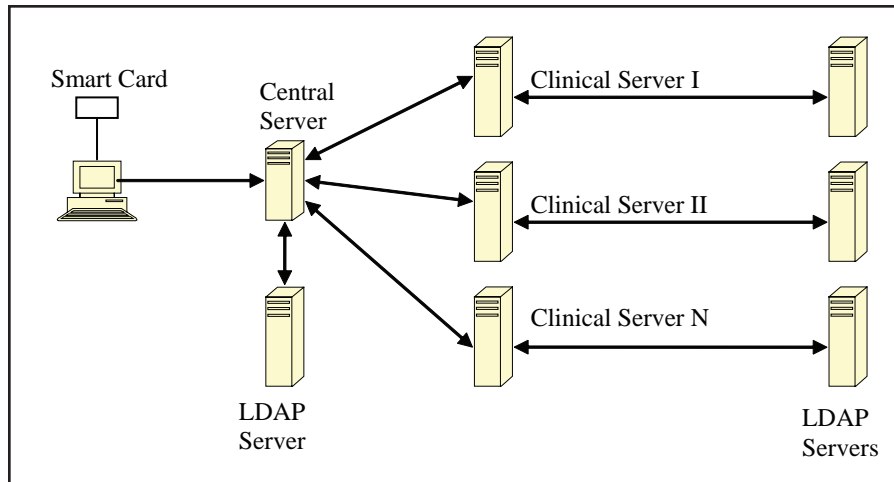 Smart Card
Central
Server
Clinical Server I
Clinical Server II
Clinical Server N
LDAP
Server
LDAP
Servers